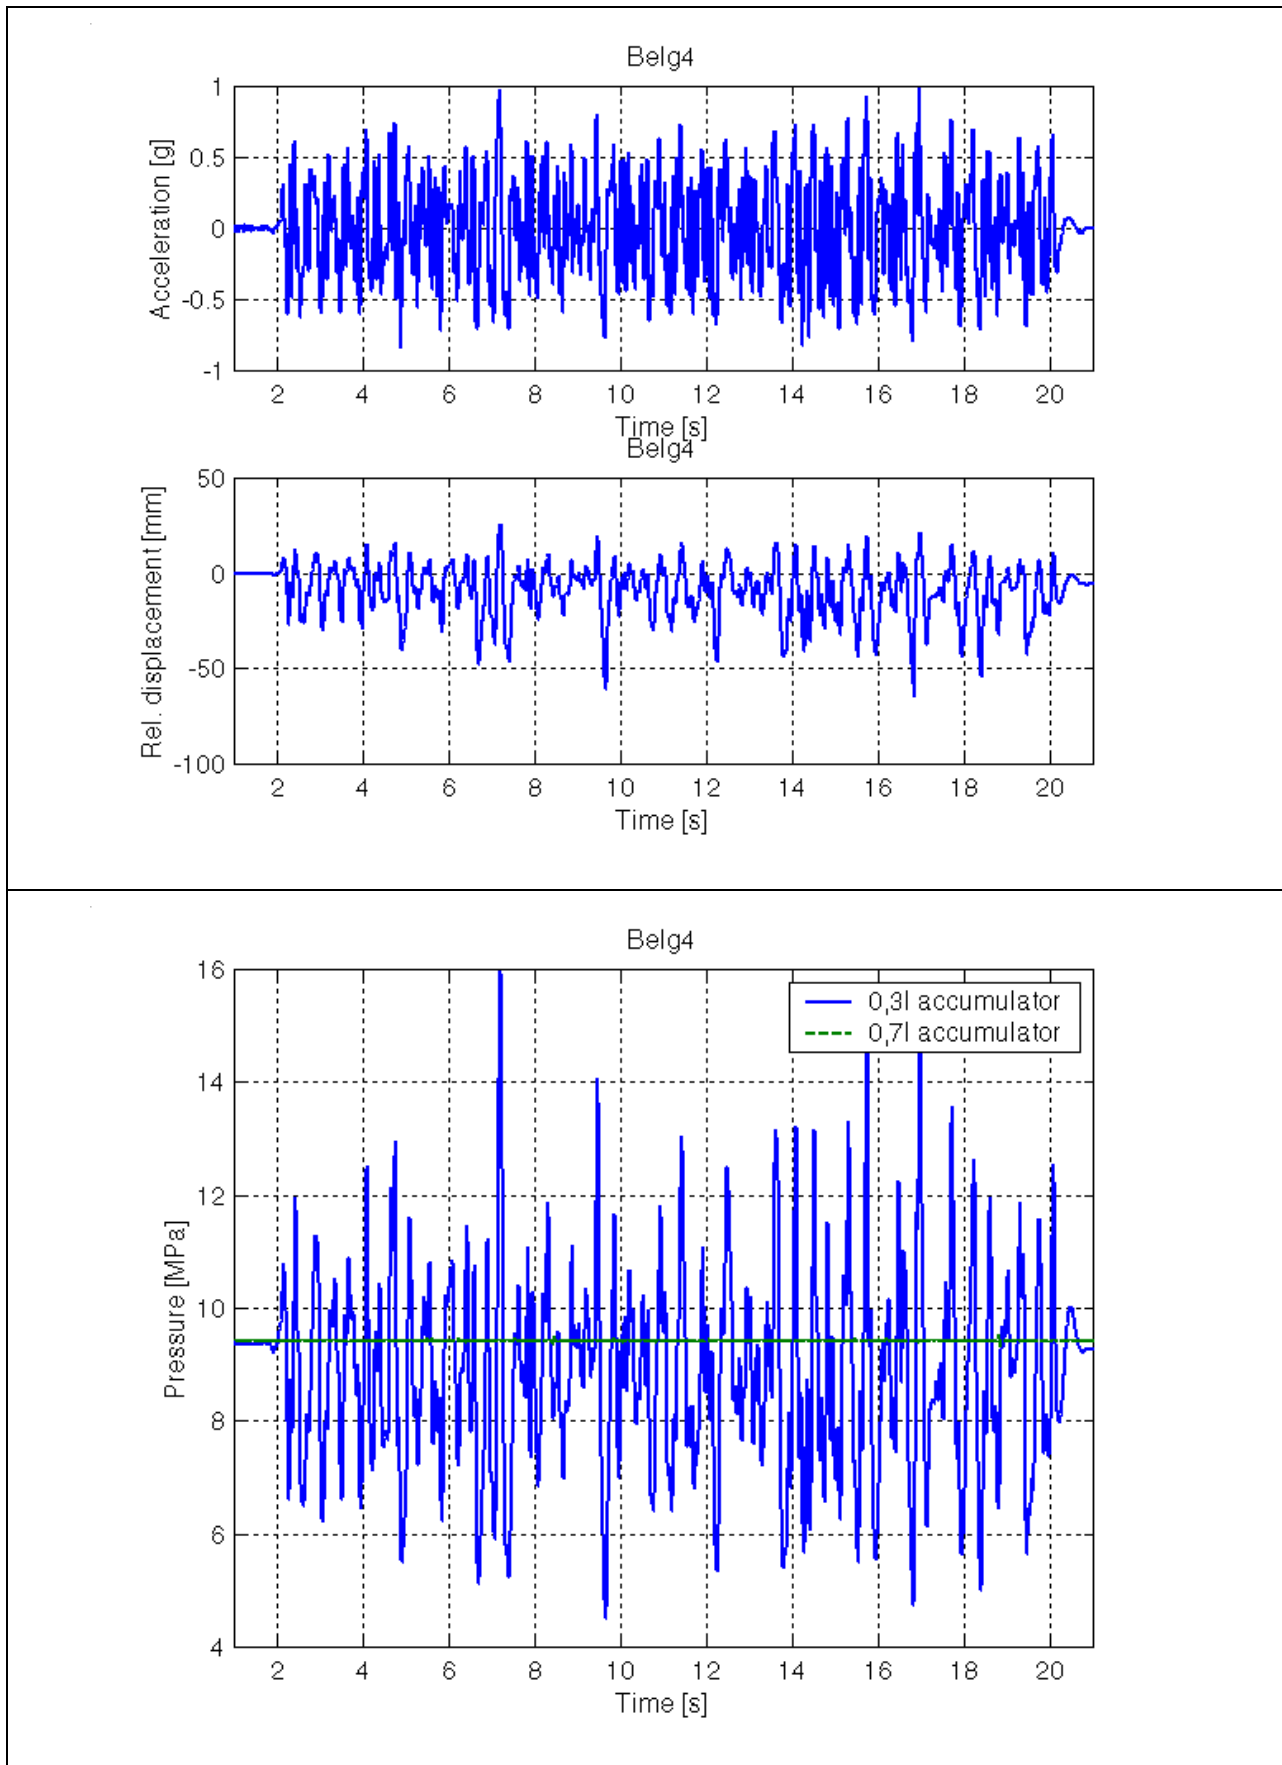 Belg4
1
0.5
0
-0.5
-1
Acceleration [g]
2 4 6 8 10 12 14 16 18 20
Time [s]
Belg4
50
0
-50
-100
Rel. displacement [mm]
2 4 6 8 10 12 14 16 18 20
Time [s]
Belg4
16
14
12
10
8
6
4
Pressure [MPa]
0,3l accumulator
0,7l accumulator
2 4 6 8 10 12 14 16 18 20
Time [s]